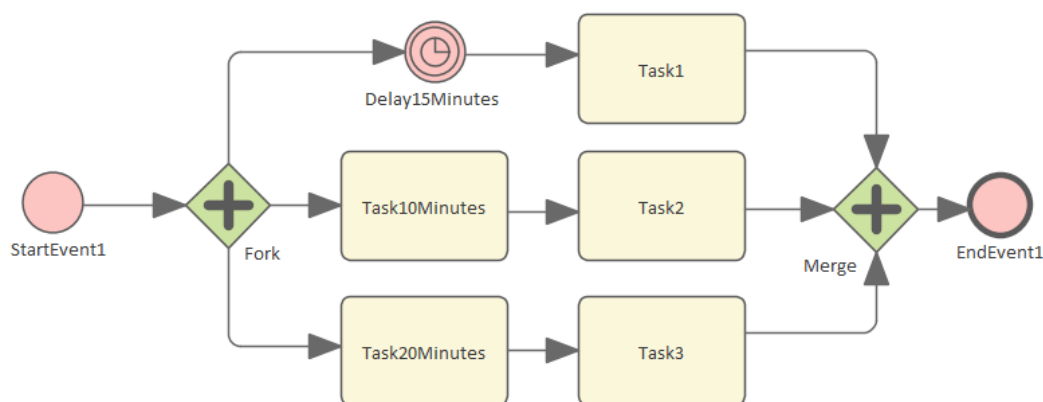 Task1
Delay15Minutes
Task10Minutes
Task2
StartEvent1
Fork
Merge
EndEvent1
Task20Minutes
Task3